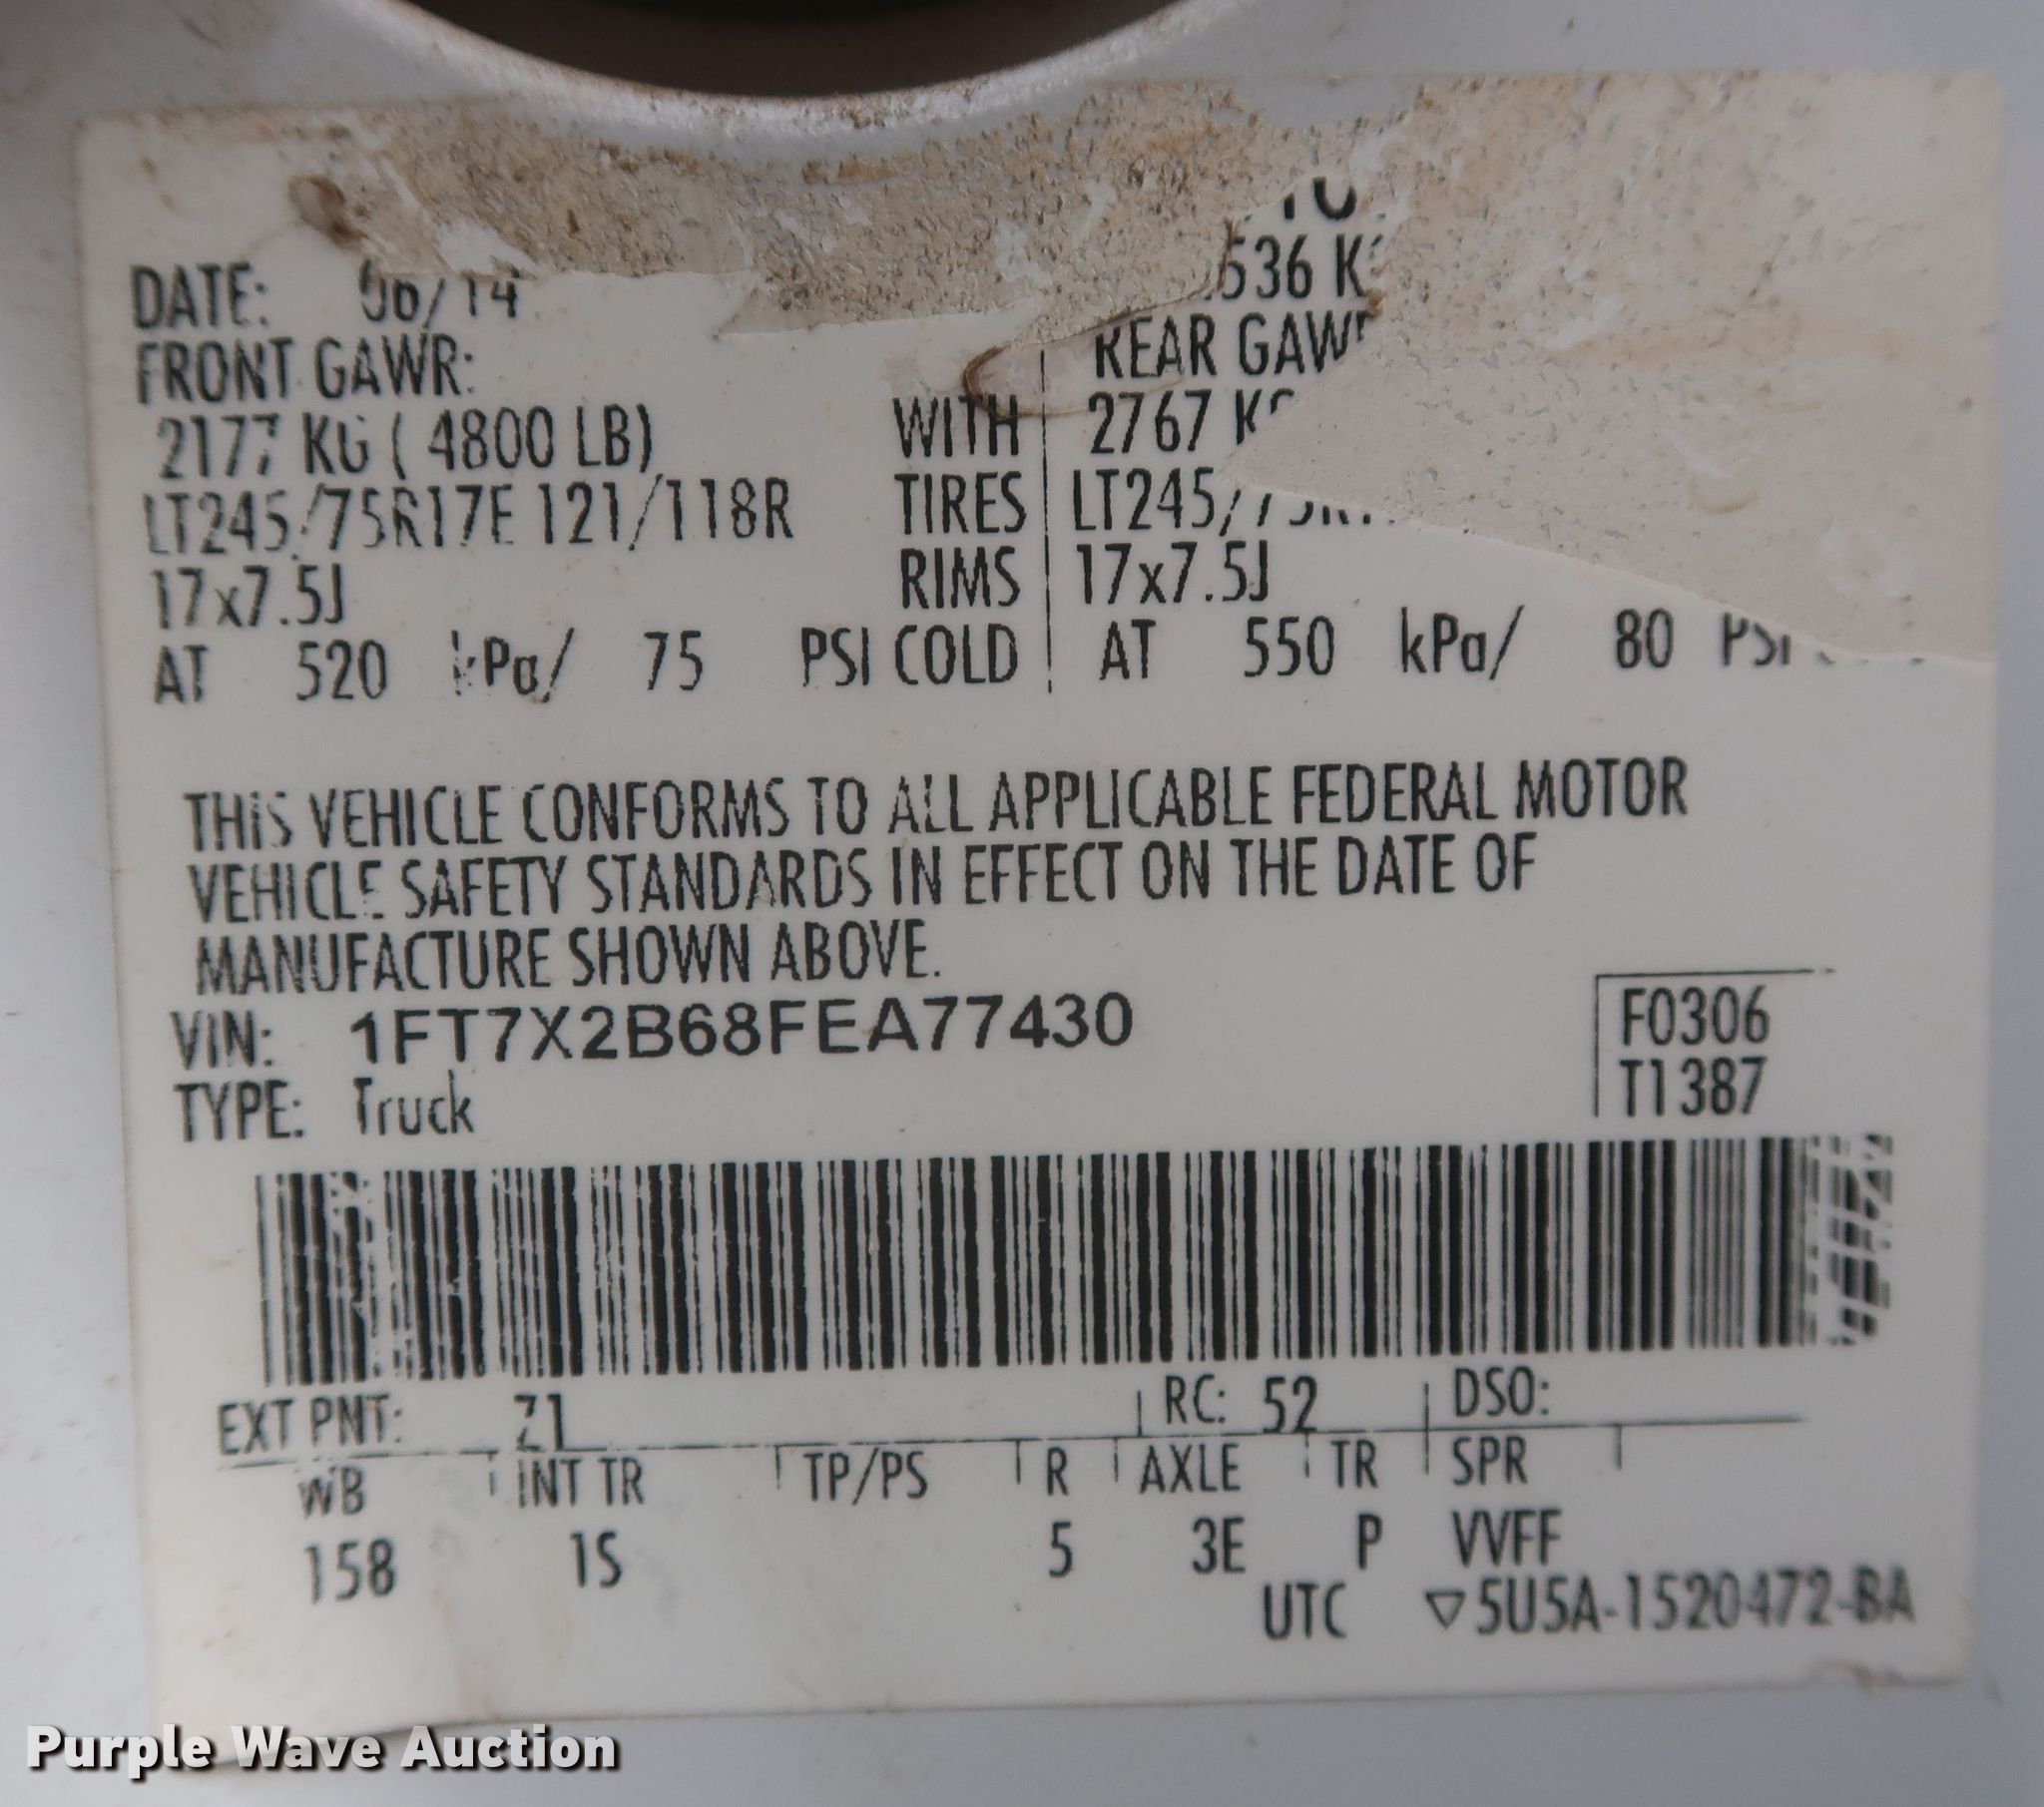 DATE: 06/14
536 K
FRONT GAWR: REAR GAWR
2177 KG ( 4800 LB) WITH 2767 KG
LT245/75R17E 121/118R TIRES LT245/75R
17x7.5J RIMS 17x7.5J
AT 520 kPa/ 75 PSI COLD AT 550 kPa/ 80 PSI
THIS VEHICLE CONFORMS TO ALL APPLICABLE FEDERAL MOTOR
VEHICLE SAFETY STANDARDS IN EFFECT ON THE DATE OF
MANUFACTURE SHOWN ABOVE.
VIN: 1FT7X2B68FEA77430 F0306
TYPE: Truck T1387
EXT PNT: Z1 RC: 52 DSO:
WB INT TR TP/PS R AXLE TR SPR
158 1S 5 3E P VVFF
UTC ▽5U5A-1520472-BA
Purple Wave Auction